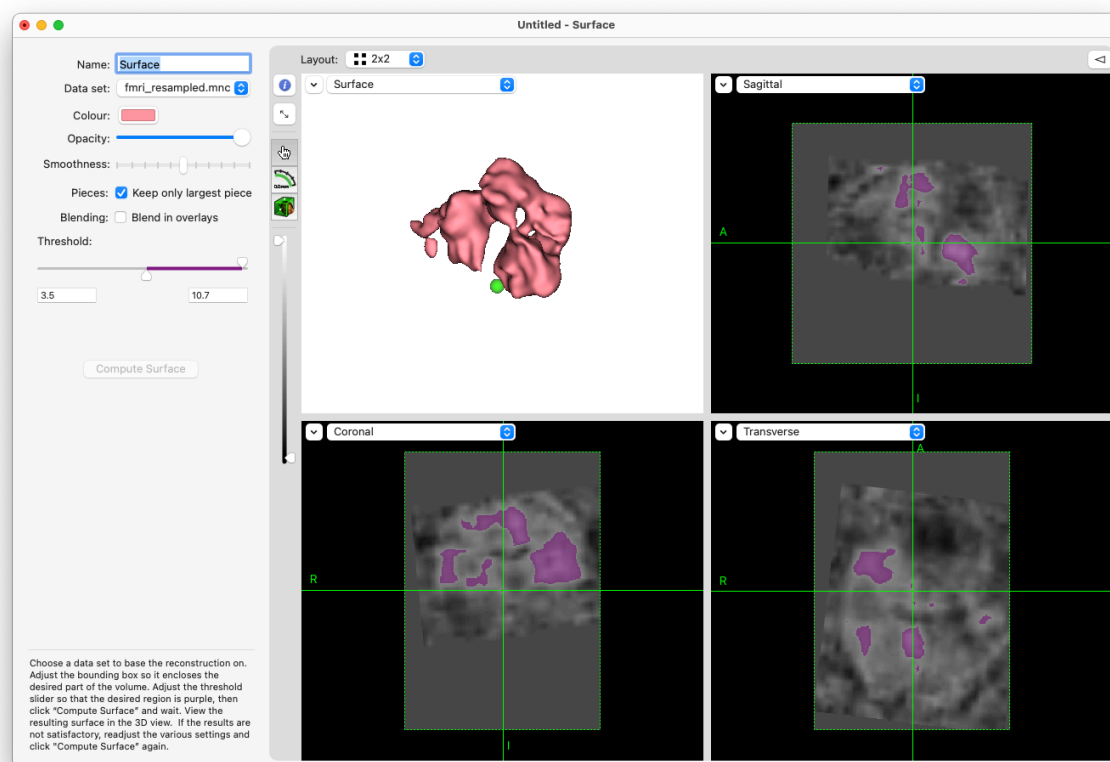 Untitled - Surface
Name: Surface
Data set: fmri_resampled.mnc
Colour:
Opacity:
Smoothness:
Pieces: Keep only largest piece
Blending: Blend in overlays
Threshold:
3.5 10.7
Compute Surface
Choose a data set to base the reconstruction on.
Adjust the bounding box so it encloses the
desired part of the volume. Adjust the threshold
slider so that the desired region is purple, then
click "Compute Surface" and wait. View the
resulting surface in the 3D view.  If the results are
not satisfactory, readjust the various settings and
click "Compute Surface" again.
Layout: 2x2
Surface
Sagittal
A
I
Coronal
R
I
Transverse
A
R